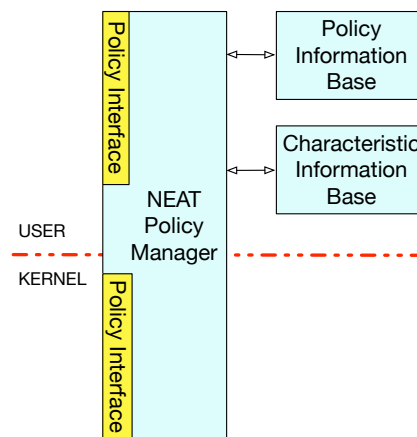 Policy Interface
Policy
Information
Base
Characteristic
Information
Base
NEAT
Policy
Manager
USER
KERNEL
Policy Interface